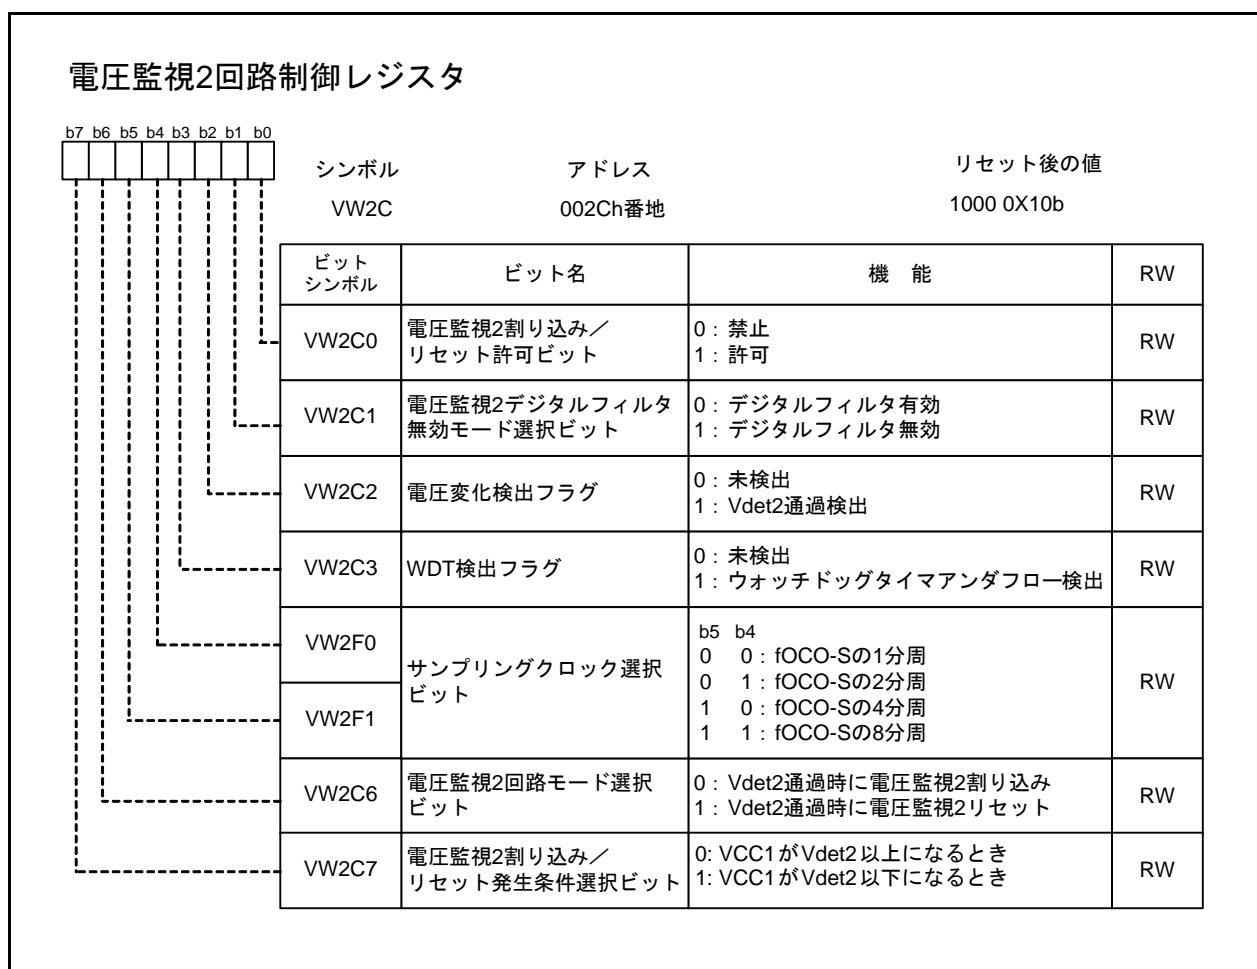 電圧監視2回路制御レジスタ
b7 b6 b5 b4 b3 b2 b1 b0
シンボル アドレス リセット後の値
VW2C 002Ch番地 1000 0X10b
ビット
シンボル ビット名 機 能 RW
VW2C0 電圧監視2割り込み／
リセット許可ビット 0：禁止
1：許可 RW
VW2C1 電圧監視2デジタルフィルタ
無効モード選択ビット 0：デジタルフィルタ有効
1：デジタルフィルタ無効 RW
VW2C2 電圧変化検出フラグ 0：未検出
1：Vdet2通過検出 RW
VW2C3 WDT検出フラグ 0：未検出
1：ウォッチドッグタイマアンダフロー検出 RW
VW2F0
VW2F1
サンプリングクロック選択
ビット
b5 b4
0 0：fOCO-Sの1分周
0 1：fOCO-Sの2分周
1 0：fOCO-Sの4分周
1 1：fOCO-Sの8分周
RW
VW2C6 電圧監視2回路モード選択
ビット 0：Vdet2通過時に電圧監視2割り込み
1：Vdet2通過時に電圧監視2リセット RW
VW2C7 電圧監視2割り込み／
リセット発生条件選択ビット 0: VCC1がVdet2以上になるとき
1: VCC1がVdet2以下になるとき RW